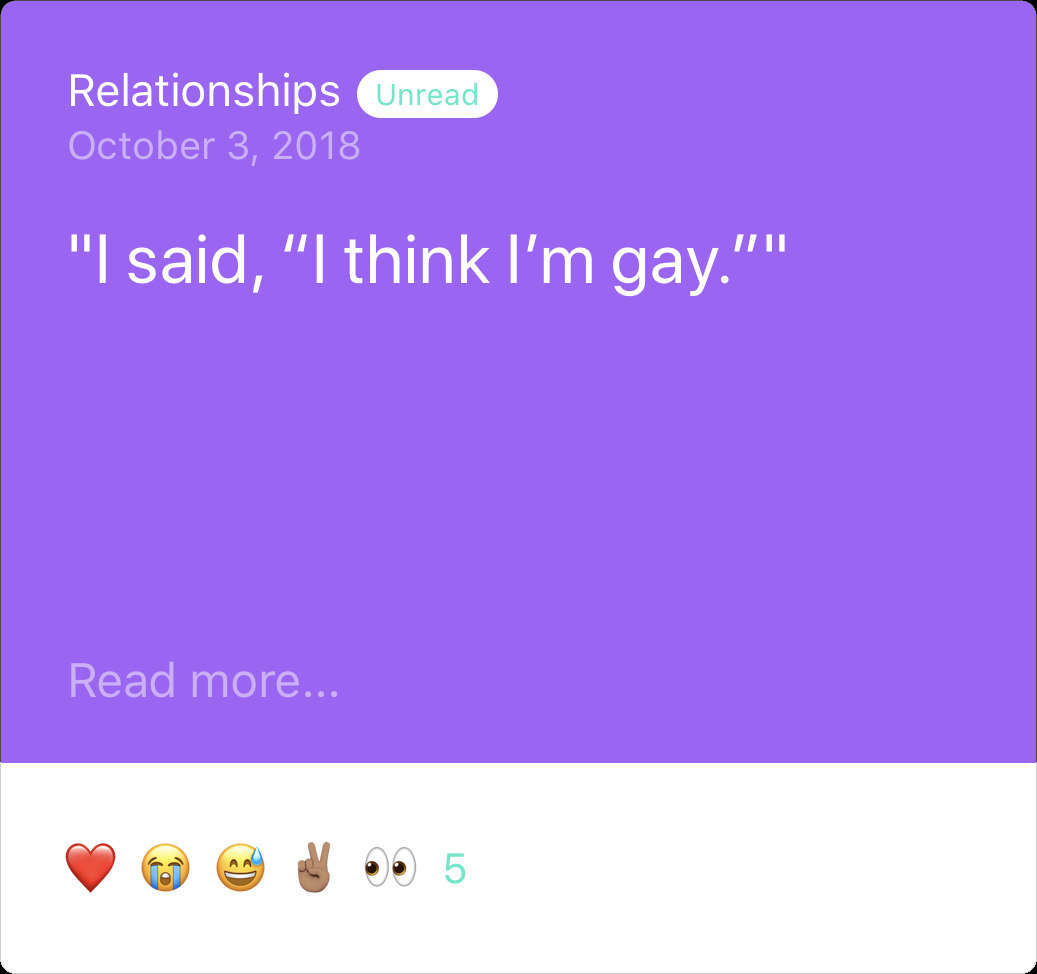 Relationships Unread
October 3, 2018
"I said, “I think I’m gay.”"
Read more...
5